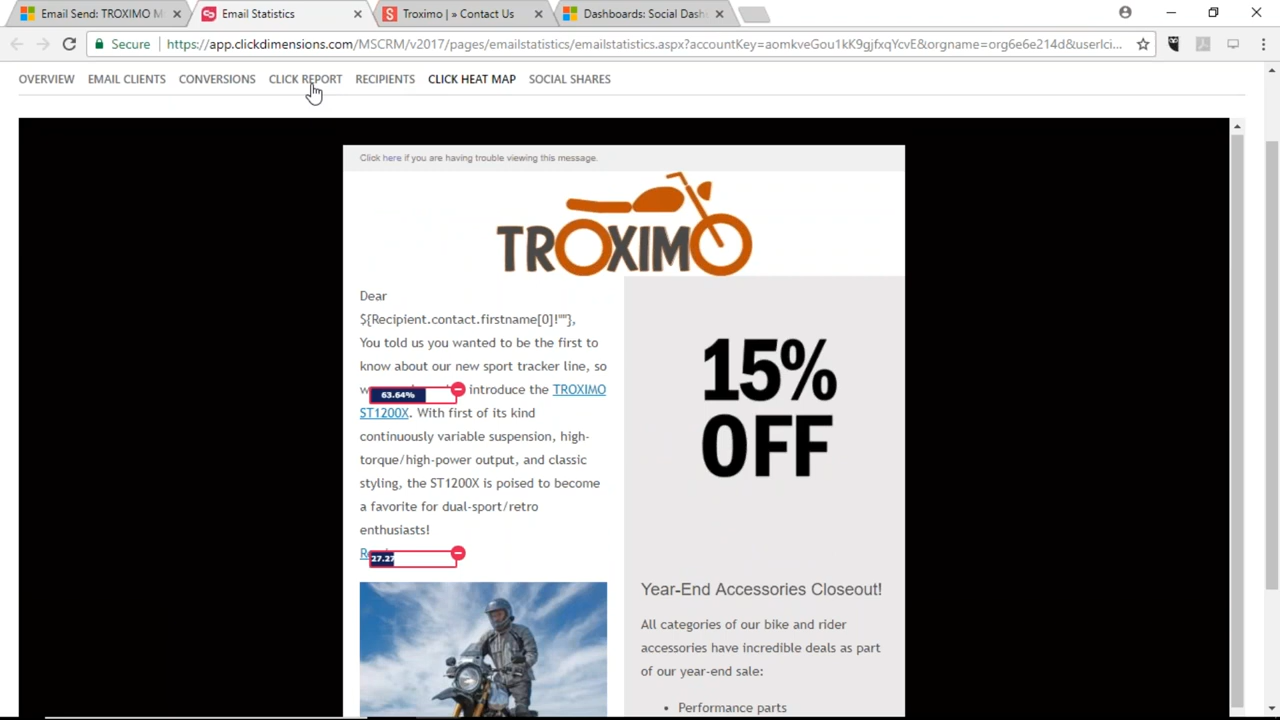 Email Send: TROXIMO M
Email Statistics
Troximo | » Contact Us
Dashboards: Social Dash
Secure
https://app.clickdimensions.com/MSCRM/v2017/pages/emailstatistics/emailstatistics.aspx?accountKey=aomkveGou1kK9gjfxqYcvE&orgname=org6e6e214d&userlci...
OVERVIEW EMAIL CLIENTS CONVERSIONS CLICK REPORT RECIPIENTS CLICK HEAT MAP SOCIAL SHARES
Click here if you are having trouble viewing this message.
TROXIMO
Dear
${Recipient.contact.firstname[0]!""},
You told us you wanted to be the first to
know about our new sport tracker line, so
63.64% introduce the TROXIMO
ST1200X. With first of its kind
continuously variable suspension, high-
torque/high-power output, and classic
styling, the ST1200X is poised to become
a favorite for dual-sport/retro
enthusiasts!
27.27
15%
OFF
Year-End Accessories Closeout!
All categories of our bike and rider
accessories have incredible deals as part
of our year-end sale:
• Performance parts